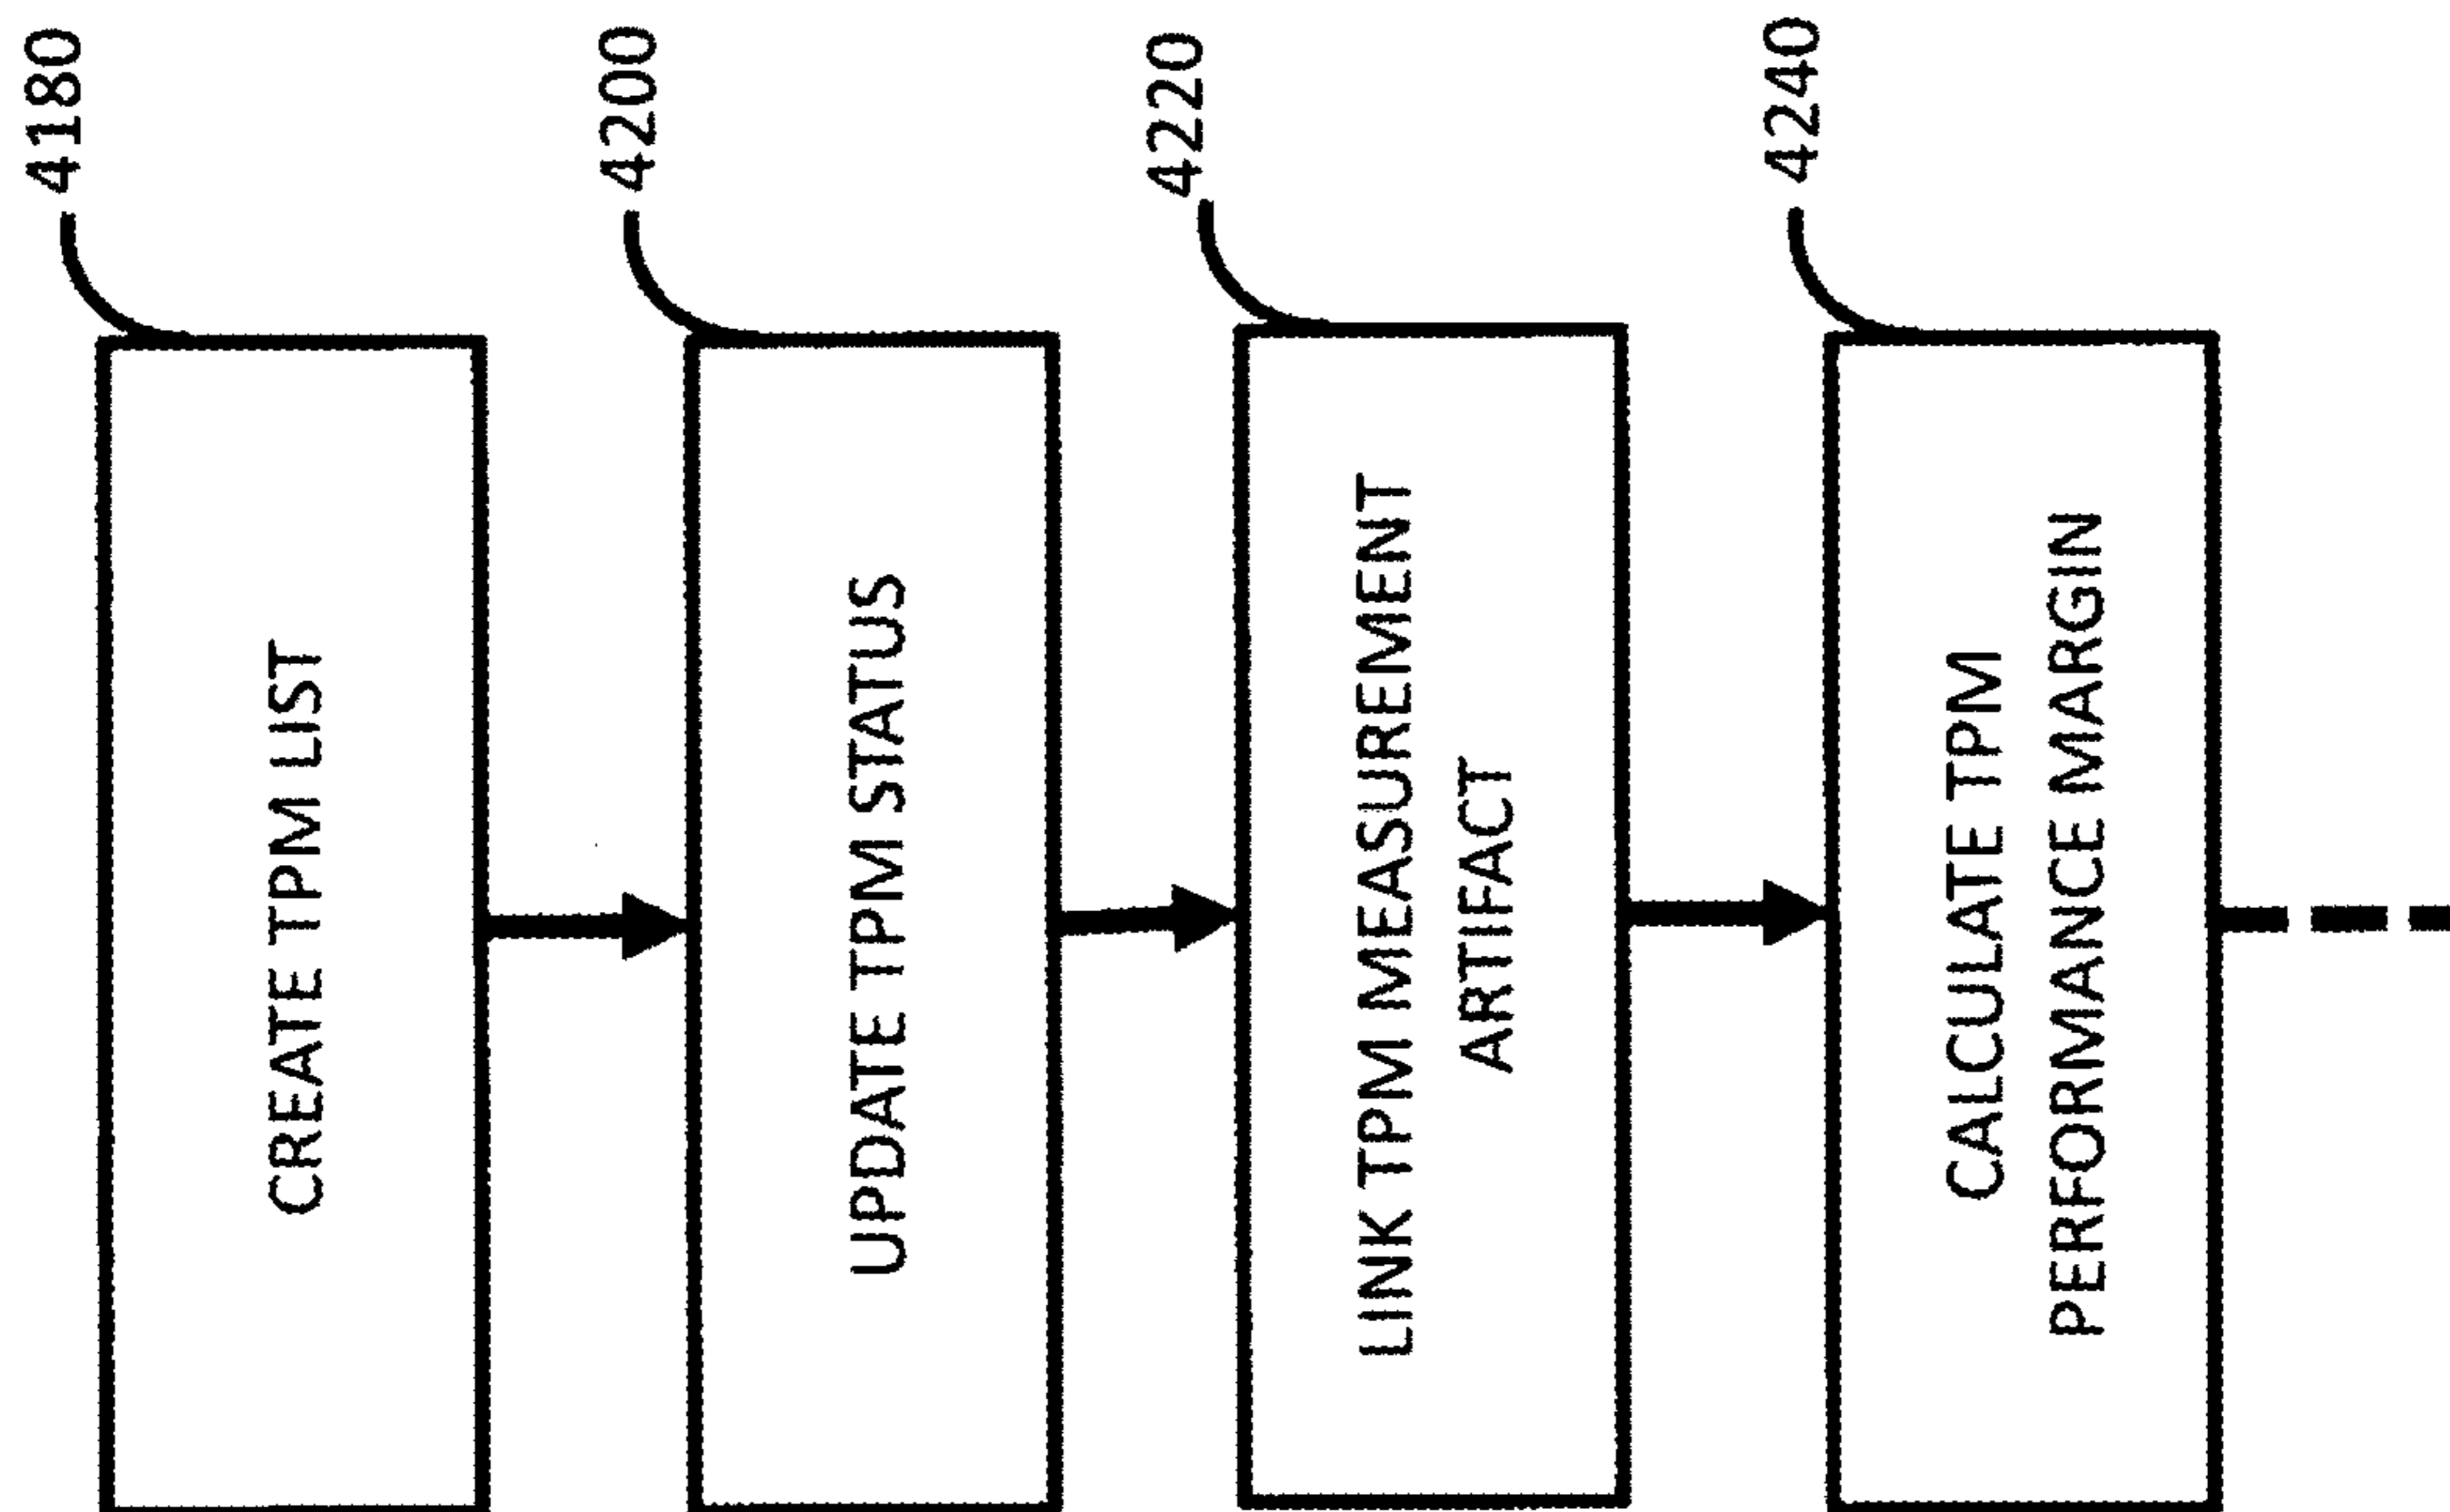 4180
CREATE TPM LIST
4200
UPDATE TPM STATUS
4220
LINK TPM MEASUREMENT
ARTIFACT
4240
CALCULATE TPM
PERFORMANCE MARGIN